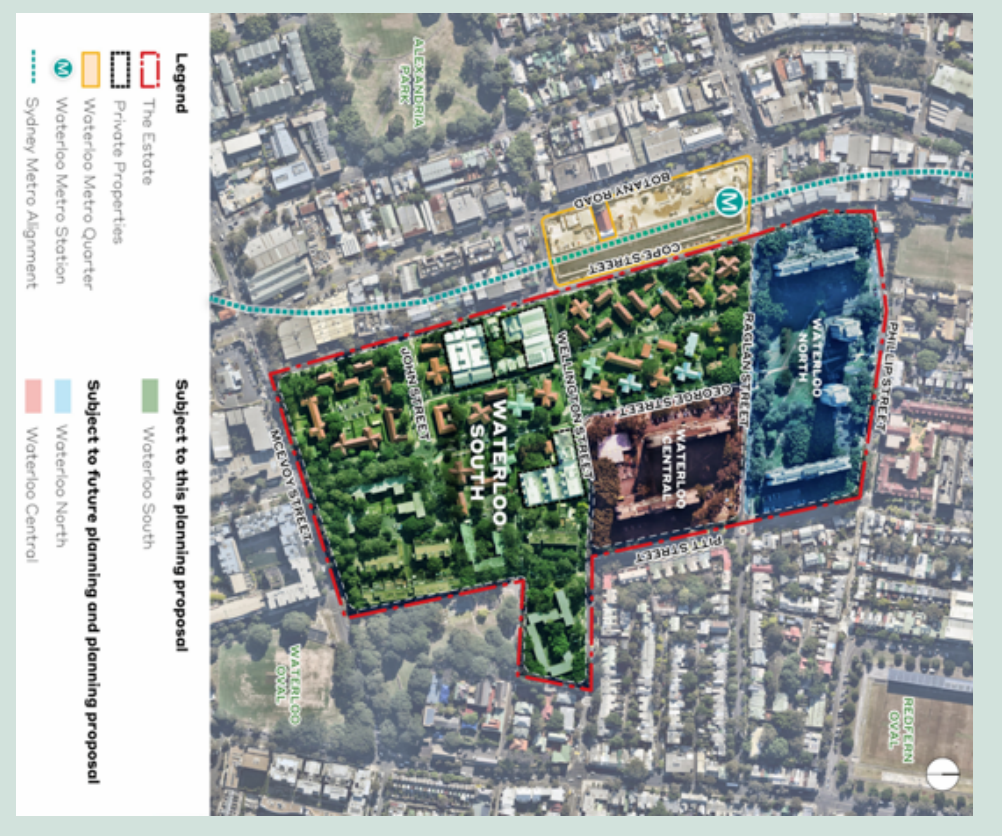 REDFERN
OVAL
PHILLIP STREET
WATERLOO
NORTH
RAGLAN STREET
M
GEORGE STREET
PITT STREET
WATERLOO
CENTRAL
BOTANY ROAD
COPE STREET
WELLINGTON STREET
WATERLOO
SOUTH
ALEXANDRIA
PARK
JOHN STREET
MCEVOY STREET
WATERLOO
OVAL
Legend
The Estate
Private Properties
Waterloo Metro Quarter
M
Waterloo Metro Station
Sydney Metro Alignment
Subject to this planning proposal
Waterloo South
Subject to future planning and planning proposal
Waterloo North
Waterloo Central